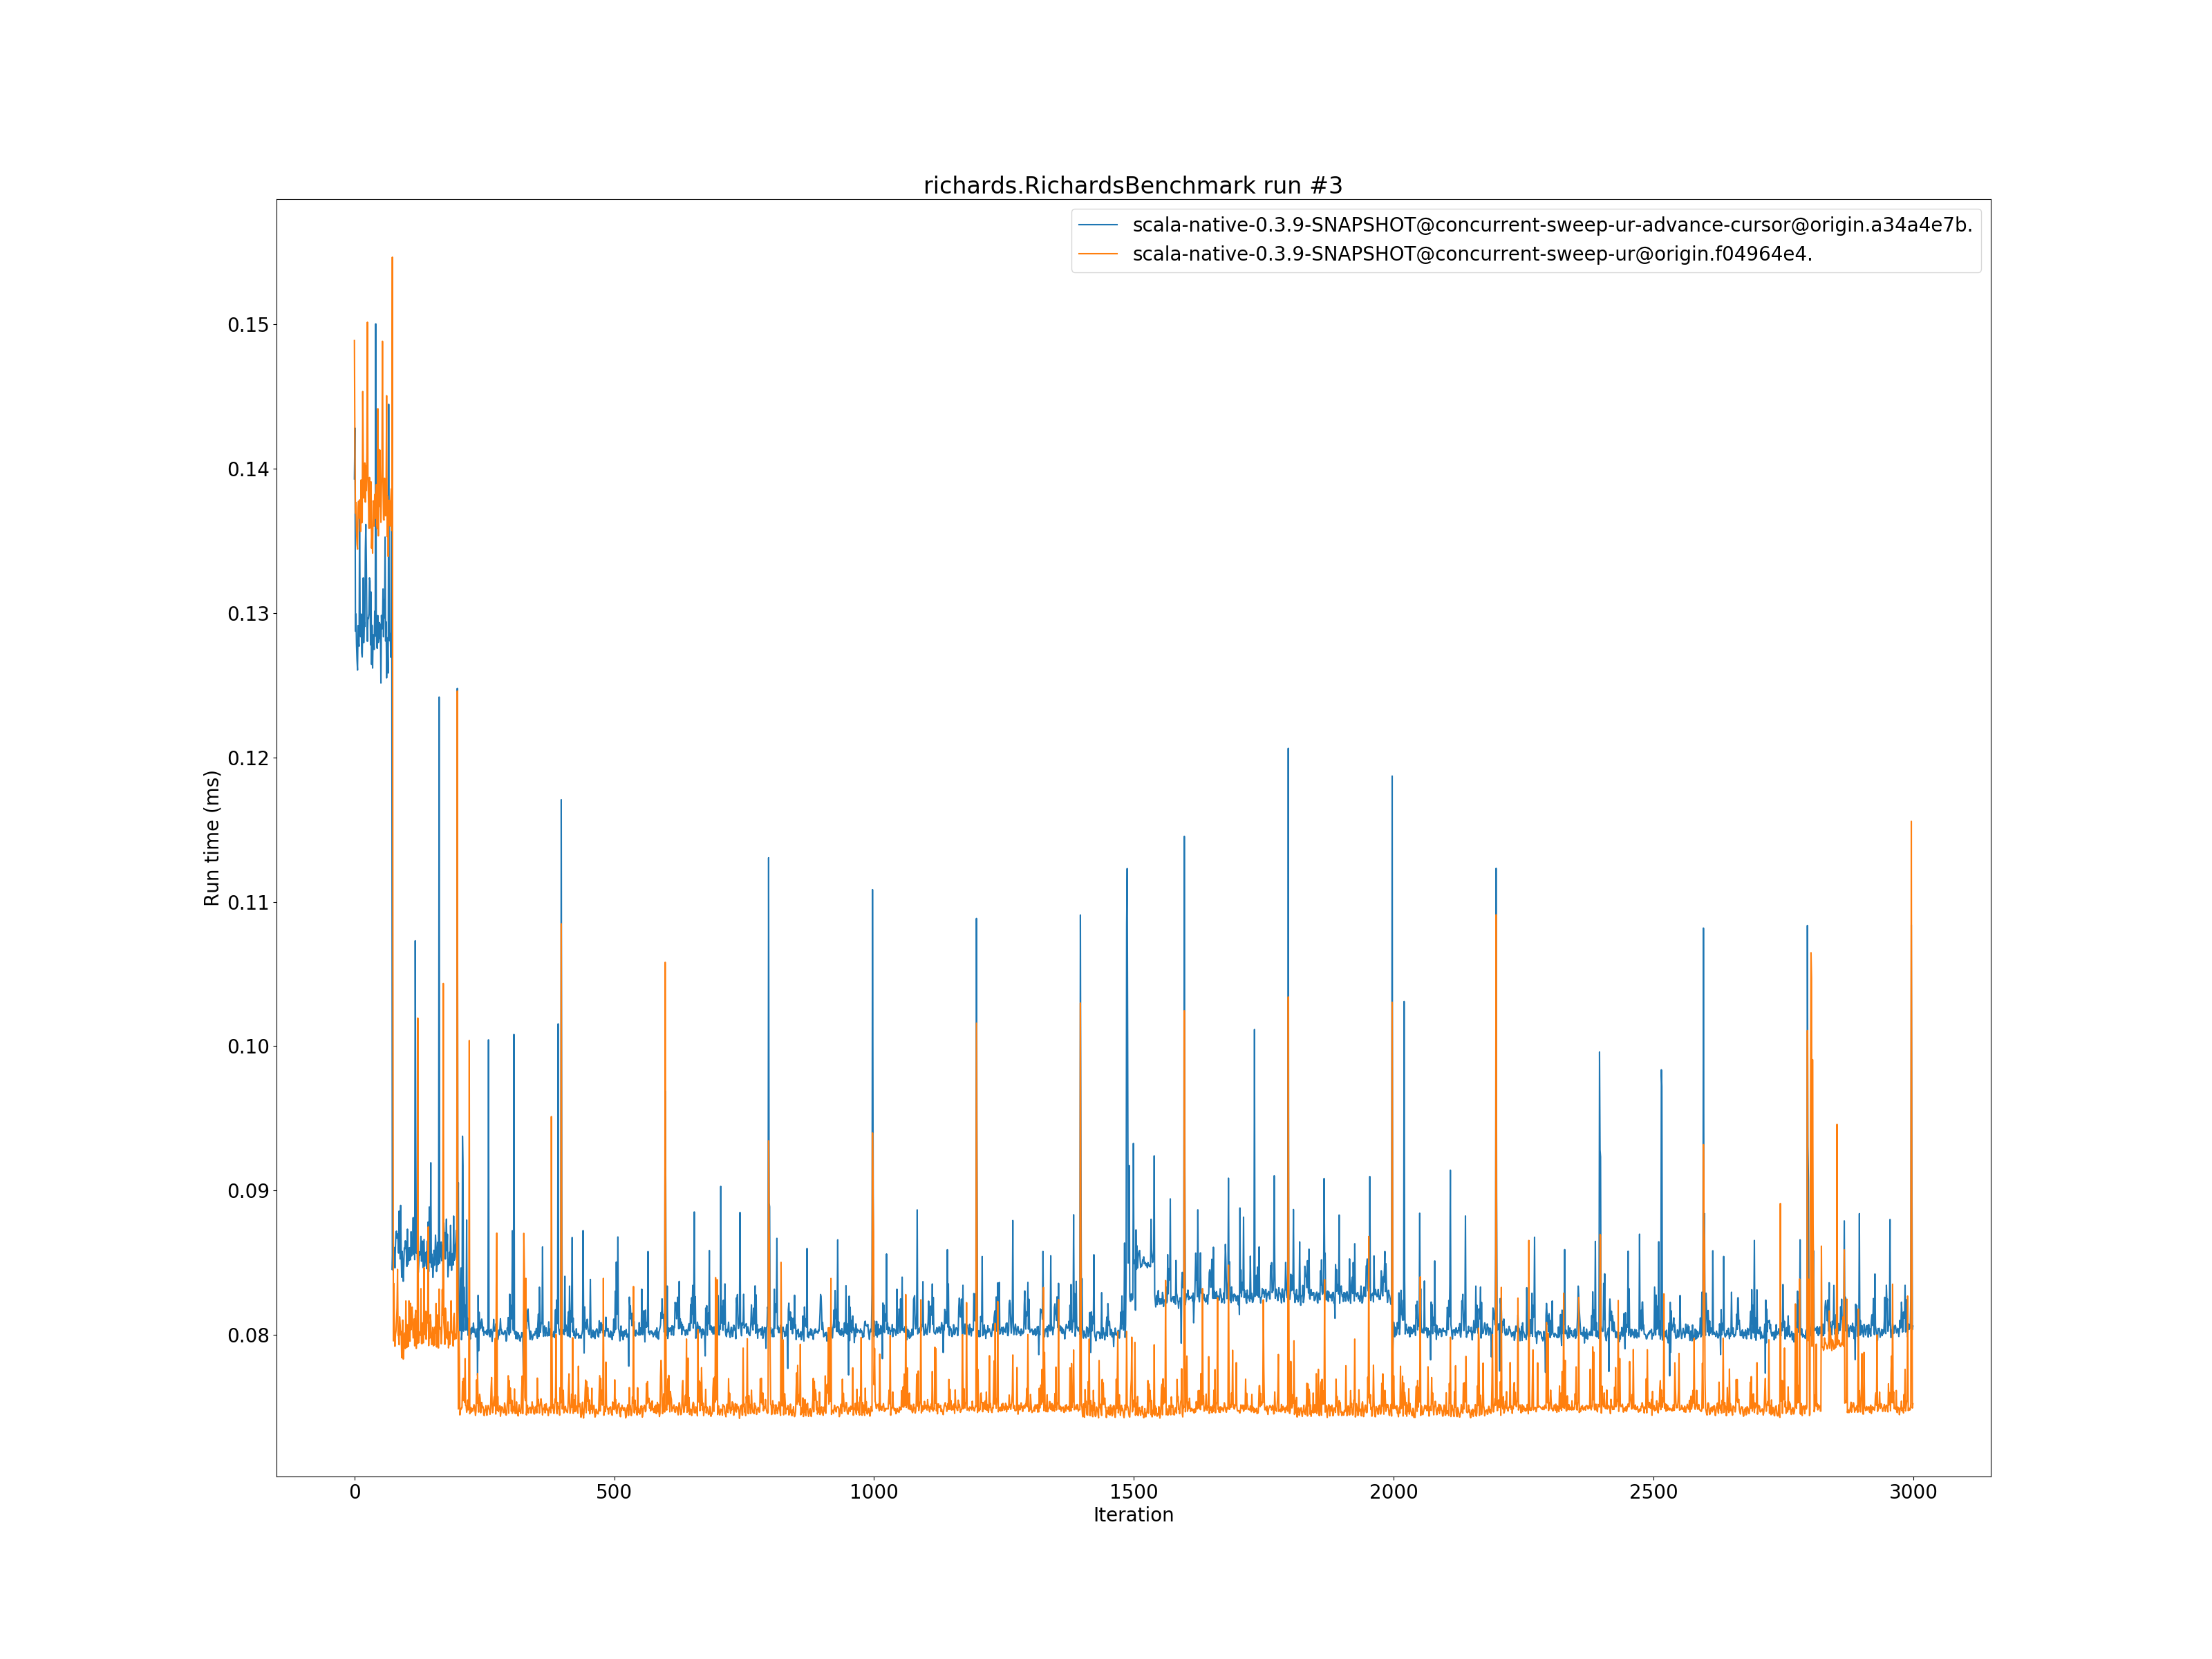 richards.RichardsBenchmark run #3
scala-native-0.3.9-SNAPSHOT@concurrent-sweep-ur-advance-cursor@origin.a34a4e7b.
scala-native-0.3.9-SNAPSHOT@concurrent-sweep-ur@origin.f04964e4.
0.15
0.14
0.13
0.12
0.11
0.10
0.09
0.08
Run time (ms)
0 500 1000 1500 2000 2500 3000
Iteration